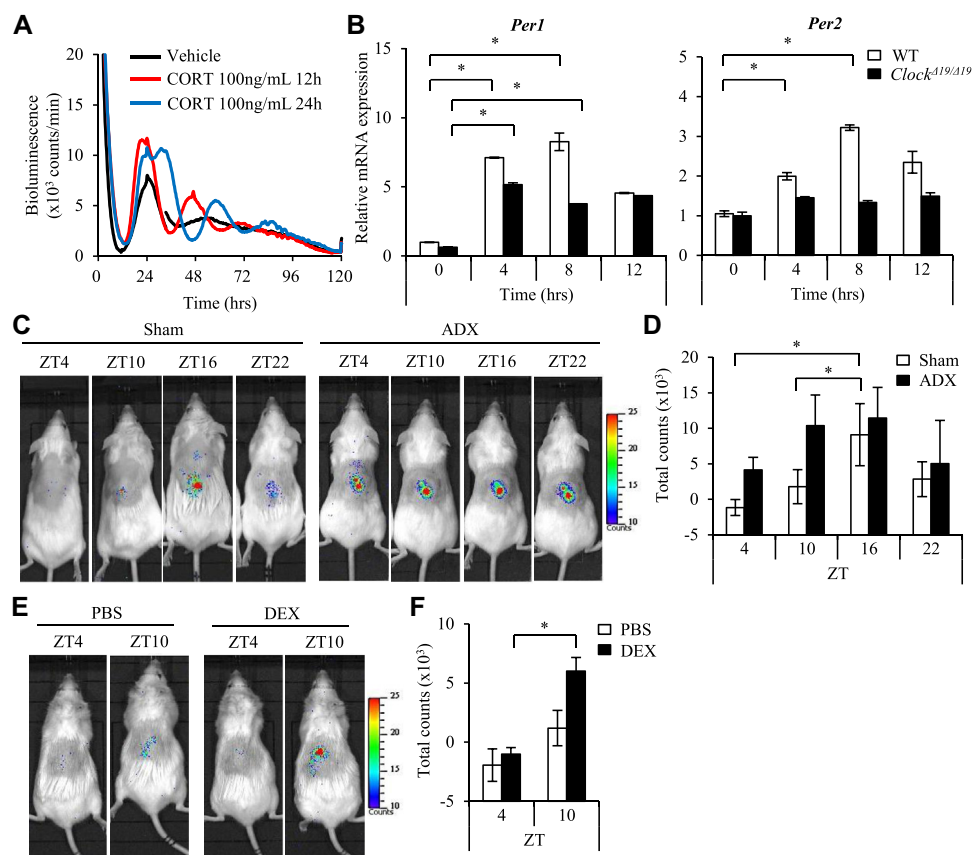 A
Bioluminescence
(x10³ counts/min)
20
15
10
5
0
0 24 48 72 96 120
Time (hrs)
Vehicle
CORT 100ng/mL 12h
CORT 100ng/mL 24h
B
Per1
Relative mRNA expression
15
10
5
0
* * * *
0 4 8 12
Time (hrs)
Per2
5
4
3
2
1
0
* *
WT
Clock^Δ19/Δ19
0 4 8 12
Time (hrs)
C
Sham
ZT4 ZT10 ZT16 ZT22
ADX
ZT4 ZT10 ZT16 ZT22
25
20
15
10
Counts
D
Total counts (x10³)
20
15
10
5
0
-5
* *
Sham
ADX
4 10 16 22
ZT
E
PBS
ZT4 ZT10
DEX
ZT4 ZT10
25
20
15
10
Counts
F
Total counts (x10³)
10
5
0
-5
*
PBS
DEX
4 10
ZT